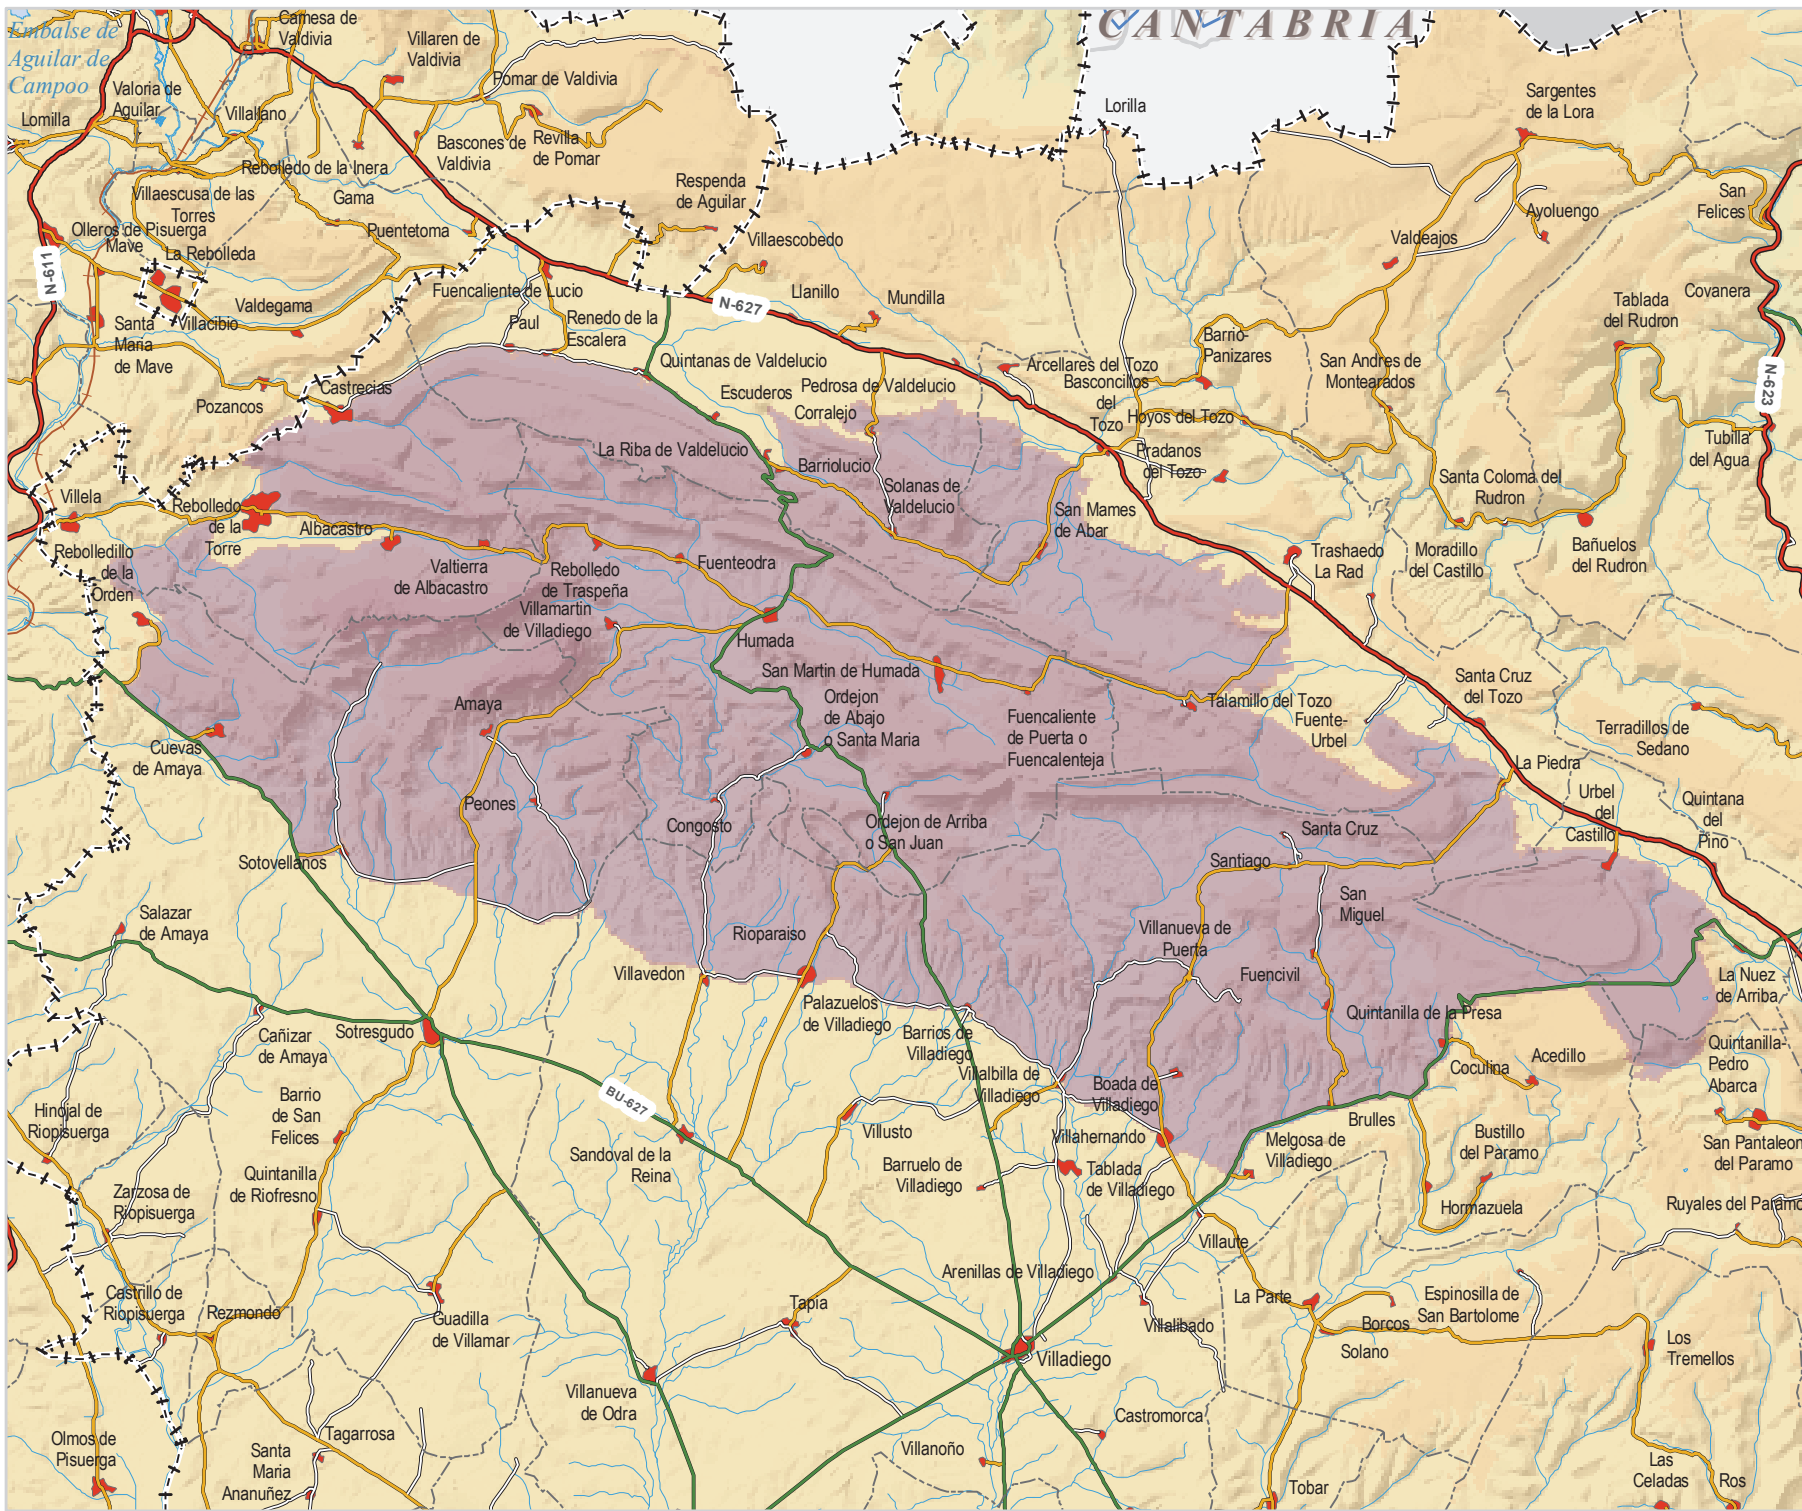 Embalse de
Aguilar de
Campoo
CANTABRIA
Camesa de
Valdivia
Villaren de
Valdivia
Pomar de Valdivia
Valoria de
Aguilar
Lomilla
Villallano
Bascones de
Valdivia
Revilla
de Pomar
Lorilla
Sargentes
de la Lora
Rebolledo de la Inera
Villaescusa de las
Torres
Gama
Respenda
de Aguilar
San
Felices
Ayoluengo
Olleros de Pisuerga
Mave
La Rebolleda
Puentetoma
Villaescobedo
Valdeajos
N-611
Fuencaliente de Lucio
N-627
Llanillo
Mundilla
Covanera
Valdegama
Villacibio
Santa
Maria
de Mave
Paul
Renedo de la
Escalera
Tablada
del Rudron
Barrio-
Panizares
San Andres de
Montearados
N-623
Quintanas de Valdelucio
Arcellares del Tozo
Basconcillos
del
Tozo
Castrecias
Pozancos
Escuderos
Pedrosa de Valdelucio
Corralejo
Hoyos del Tozo
Pradanos
del Tozo
Tubilla
del Agua
La Riba de Valdelucio
Barriolucio
Solanas de
Valdelucio
Santa Coloma del
Rudron
Villela
Rebolledo
de la
Torre
Albacastro
San Mames
de Abar
Rebolledillo
de la
Orden
Valtierra
de Albacastro
Rebolledo
de Traspeña
Fuenteodra
Trashaedo
La Rad
Moradillo
del Castillo
Bañuelos
del Rudron
Villamartin
de Villadiego
Humada
San Martin de Humada
Ordejon
de Abajo
o Santa Maria
Talamillo del Tozo
Santa Cruz
del Tozo
Amaya
Fuencaliente
de Puerta o
Fuencalenteja
Fuente-
Urbel
Terradillos de
Sedano
Cuevas
de Amaya
La Piedra
Urbel
del
Castillo
Quintana
del
Pino
Peones
Congosto
Ordejon de Arriba
o San Juan
Santa Cruz
Sotovellanos
Santiago
San
Miguel
Salazar
de Amaya
Rioparaiso
Villanueva de
Puerta
Villavedon
Fuencivil
La Nuez
de Arriba
Palazuelos
de Villadiego
Quintanilla de la Presa
Cañizar
de Amaya
Sotresgudo
Barrios de
Villadiego
Acedillo
Quintanilla-
Pedro
Abarca
Coculina
Villalbilla de
Villadiego
Boada de
Villadiego
BU-627
Barrio
de San
Felices
Hinojal de
Riopisuerga
Villusto
Villahernando
Brulles
Melgosa de
Villadiego
Bustillo
del Paramo
San Pantaleon
del Paramo
Sandoval de la
Reina
Barruelo de
Villadiego
Tablada
de Villadiego
Quintanilla
de Riofresno
Zarzosa de
Riopisuerga
Hormazuela
Ruyales del Paramo
Villaute
Arenillas de Villadiego
Castrillo de
Riopisuerga
Rezmondo
Guadilla
de Villamar
Tapia
La Parte
Espinosilla de
San Bartolome
Borcos
Villalibado
Solano
Los
Tremellos
Villadiego
Villanueva
de Odra
Castromorca
Olmos de
Pisuerga
Tagarrosa
Santa
Maria
Ananuñez
Villanoño
Las
Celadas
Ros
Tobar